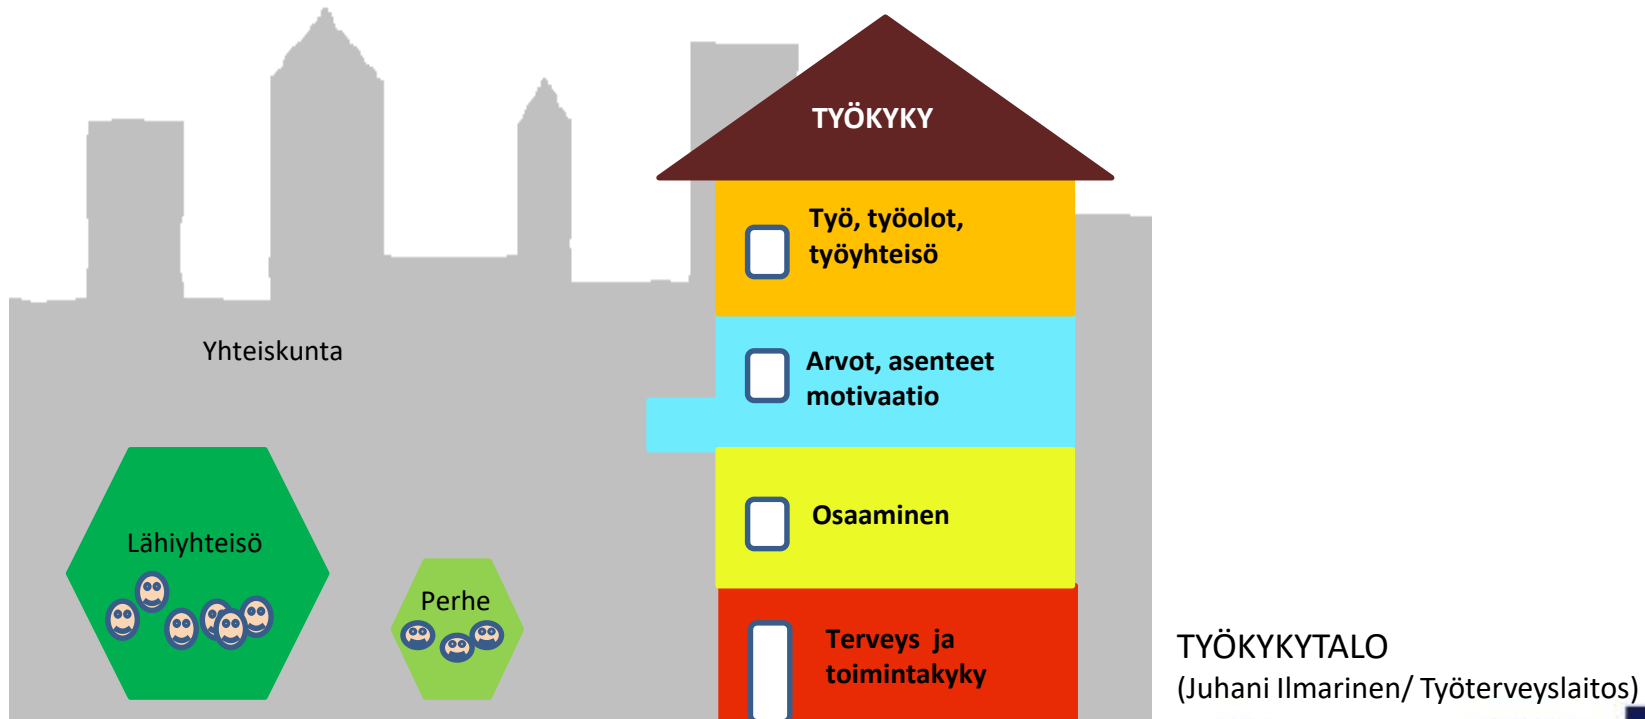 TYÖKYKY
Työ, työolot,
työyhteisö
Yhteiskunta
Arvot, asenteet
motivaatio
Osaaminen
Lähiyhteisö
Perhe
Terveys ja
toimintakyky
TYÖKYKYTALO
(Juhani Ilmarinen/ Työterveyslaitos)